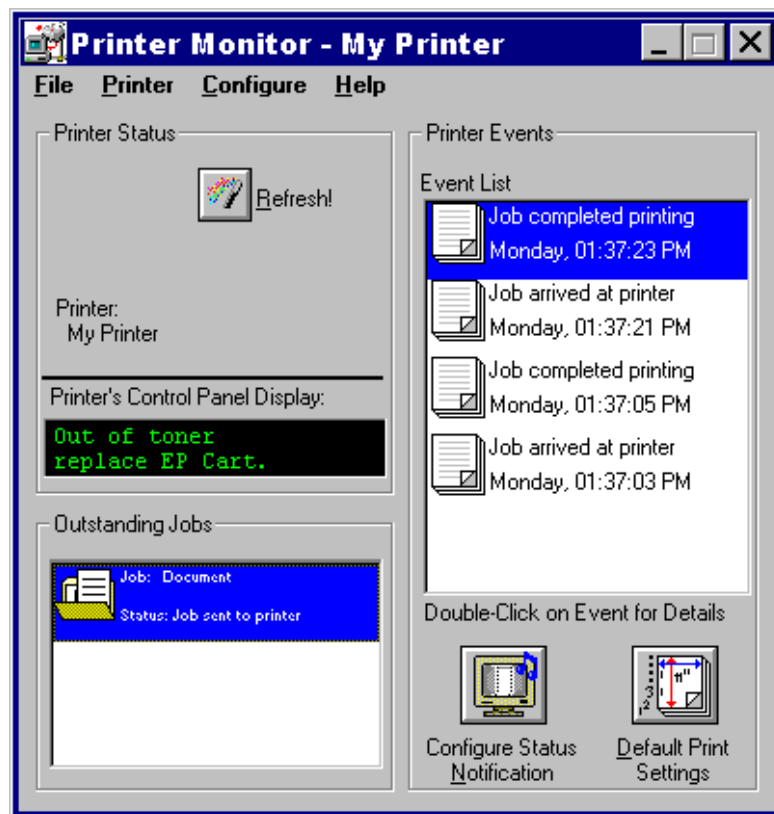 Printer Monitor - My Printer
File Printer Configure Help
Printer Status
Refresh!
Printer:
My Printer
Printer's Control Panel Display:
Out of toner
replace EP Cart.
Outstanding Jobs
Job: Document
Status: Job sent to printer
Printer Events
Event List
Job completed printing
Monday, 01:37:23 PM
Job arrived at printer
Monday, 01:37:21 PM
Job completed printing
Monday, 01:37:05 PM
Job arrived at printer
Monday, 01:37:03 PM
Double-Click on Event for Details
Configure Status
Notification
Default Print
Settings